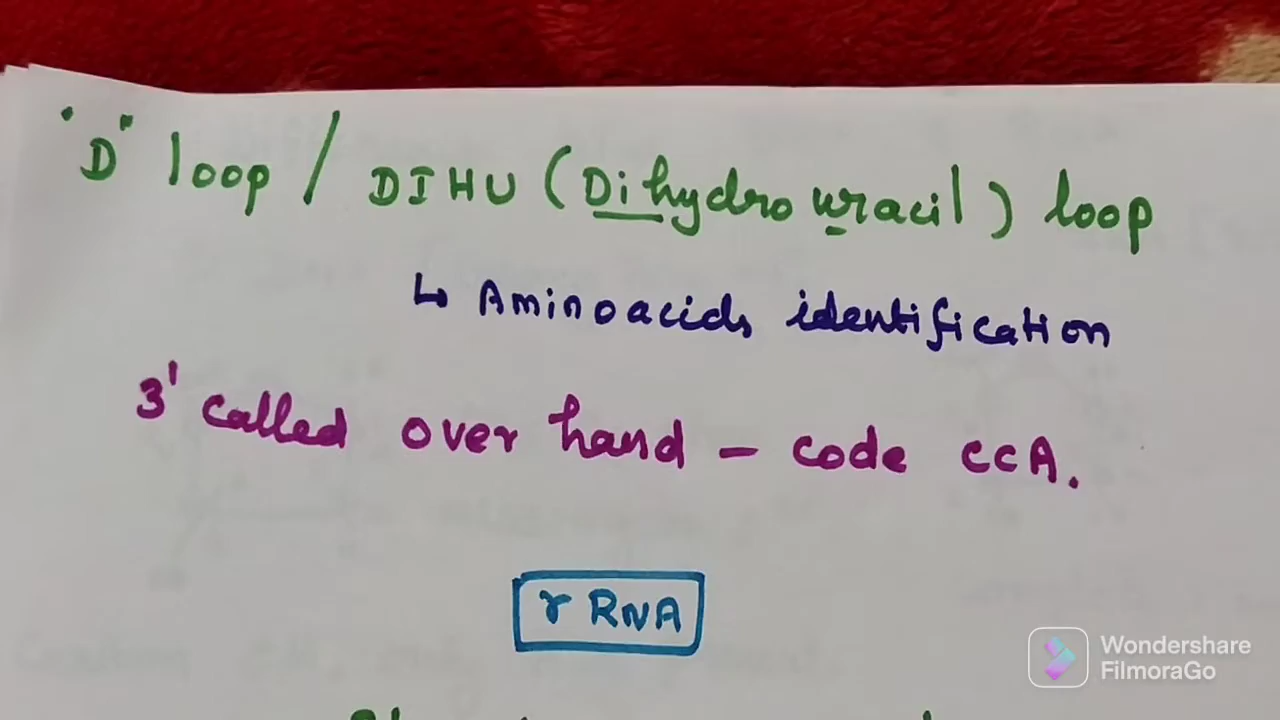 "D" loop / DIHU (Dihydrouracil) loop
↳ Aminoacids identification
3' called over hand - code CCA.
rRNA
Wondershare
FilmoraGo